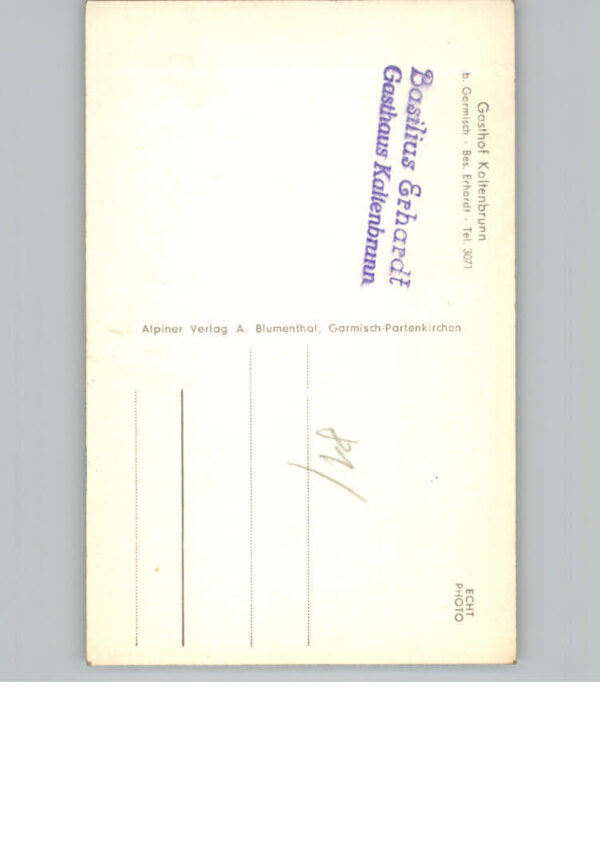 Gasthof Kaltenbrunn
b. Garmisch · Bes. Erhardt · Tel. 3071
Basilius Erhardt
Gasthaus Kaltenbrunn
Alpiner Verlag A. Blumenthal, Garmisch-Partenkirchen
ECHT
PHOTO